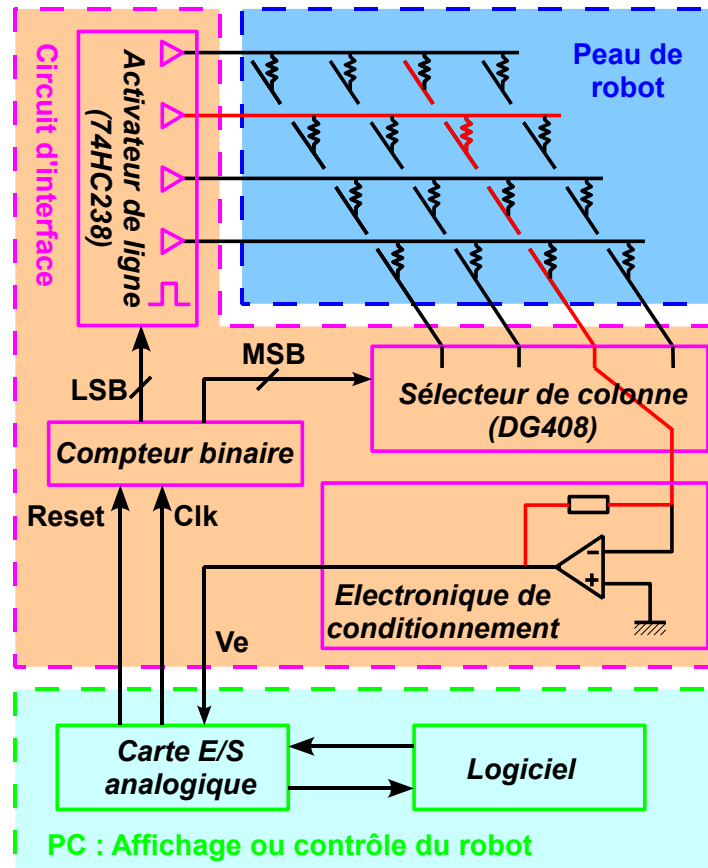 Circuit d'interface
Activateur de ligne
(74HC238)
Peau de
robot
LSB
MSB
Sélecteur de colonne
(DG408)
Compteur binaire
Reset
Clk
-
+
Electronique de
conditionnement
Ve
Carte E/S
analogique
Logiciel
PC : Affichage ou contrôle du robot